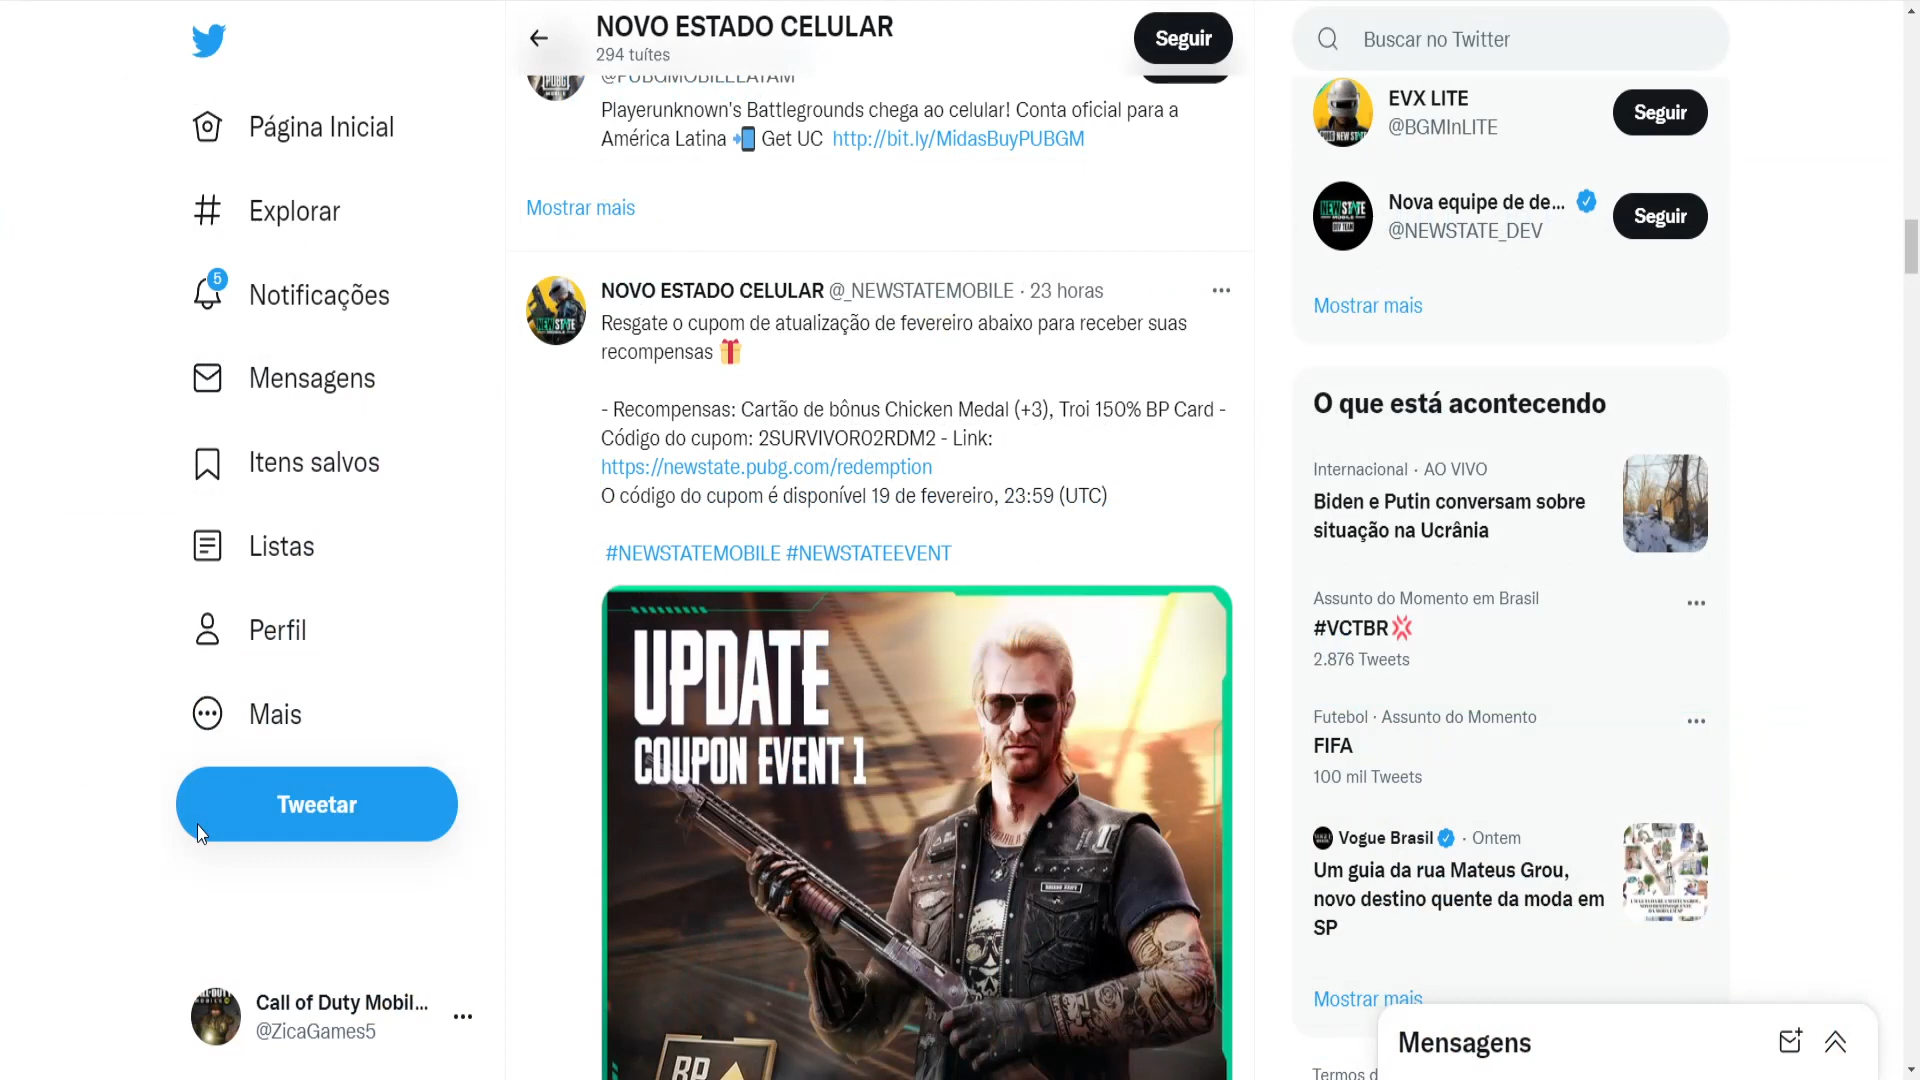 Página Inicial
Explorar
5
Notificações
Mensagens
Itens salvos
Listas
Perfil
Mais
Tweetar
Call of Duty Mobil...
@ZicaGames5
NOVO ESTADO CELULAR
294 tuítes
Seguir
@PUBGMOBILELATAM
Playerunknown's Battlegrounds chega ao celular! Conta oficial para a
América Latina Get UC http://bit.ly/MidasBuyPUBGM
Mostrar mais
NOVO ESTADO CELULAR @_NEWSTATEMOBILE · 23 horas
Resgate o cupom de atualização de fevereiro abaixo para receber suas
recompensas
- Recompensas: Cartão de bônus Chicken Medal (+3), Troi 150% BP Card -
Código do cupom: 2SURVIVOR02RDM2 - Link:
https://newstate.pubg.com/redemption
O código do cupom é disponível 19 de fevereiro, 23:59 (UTC)
#NEWSTATEMOBILE #NEWSTATEEVENT
UPDATE
COUPON EVENT 1
BP
Buscar no Twitter
EVX LITE
@BGMInLITE
Seguir
Nova equipe de de...
@NEWSTATE_DEV
Seguir
Mostrar mais
O que está acontecendo
Internacional · AO VIVO
Biden e Putin conversam sobre
situação na Ucrânia
Assunto do Momento em Brasil
#VCTBR
2.876 Tweets
Futebol · Assunto do Momento
FIFA
100 mil Tweets
Vogue Brasil · Ontem
Um guia da rua Mateus Grou,
novo destino quente da moda em
SP
Mostrar mais
Mensagens
Termos d